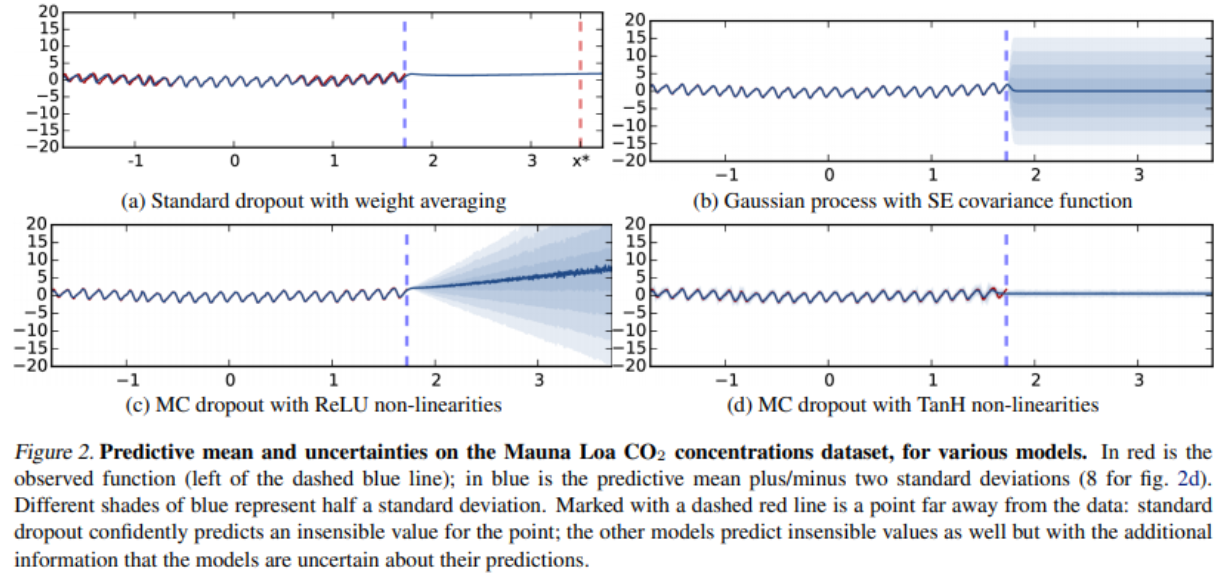 20
15
10
5
0
−5
−10
−15
−20
-1 0 1 2 3 x*
(a) Standard dropout with weight averaging
20
15
10
5
0
−5
−10
−15
−20
−1 0 1 2 3
(b) Gaussian process with SE covariance function
20
15
10
5
0
−5
−10
−15
−20
−1 0 1 2 3
(c) MC dropout with ReLU non-linearities
20
15
10
5
0
−5
−10
−15
−20
−1 0 1 2 3
(d) MC dropout with TanH non-linearities
Figure 2. Predictive mean and uncertainties on the Mauna Loa CO₂ concentrations dataset, for various models. In red is the
observed function (left of the dashed blue line); in blue is the predictive mean plus/minus two standard deviations (8 for fig. 2d).
Different shades of blue represent half a standard deviation. Marked with a dashed red line is a point far away from the data: standard
dropout confidently predicts an insensible value for the point; the other models predict insensible values as well but with the additional
information that the models are uncertain about their predictions.